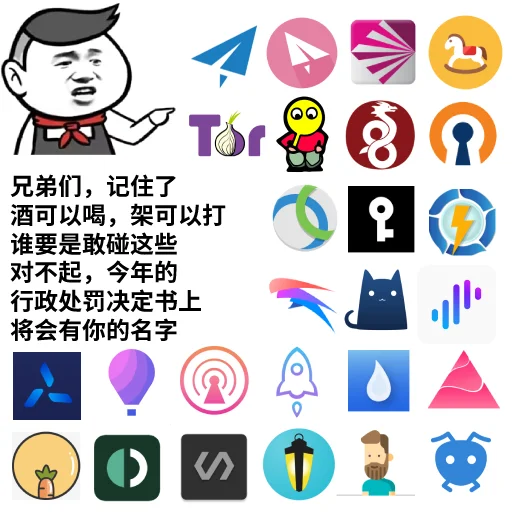 Tor
兄弟们，记住了
酒可以喝，架可以打
谁要是敢碰这些
对不起，今年的
行政处罚决定书上
将会有你的名字